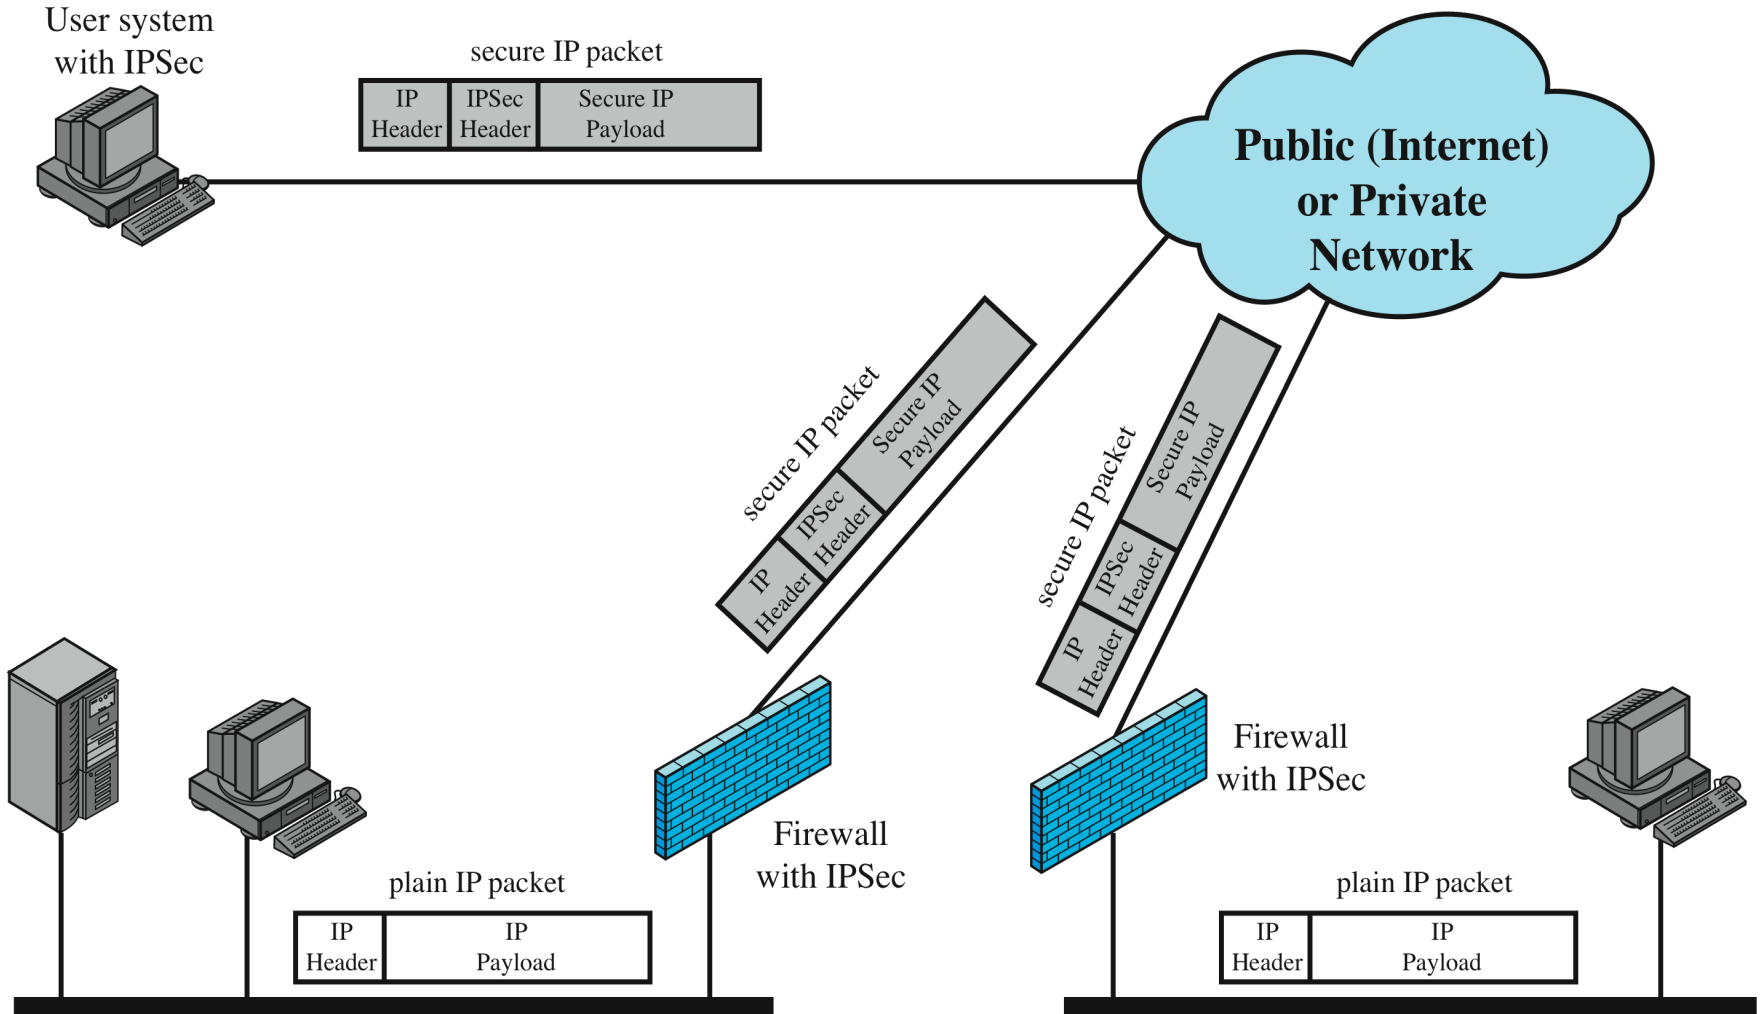 User system
with IPSec
secure IP packet
IP
Header
IPSec
Header
Secure IP
Payload
Public (Internet)
or Private
Network
secure IP packet
IP
Header
IPSec
Header
Secure IP
Payload
secure IP packet
IP
Header
IPSec
Header
Secure IP
Payload
Firewall
with IPSec
Firewall
with IPSec
plain IP packet
IP
Header
IP
Payload
plain IP packet
IP
Header
IP
Payload